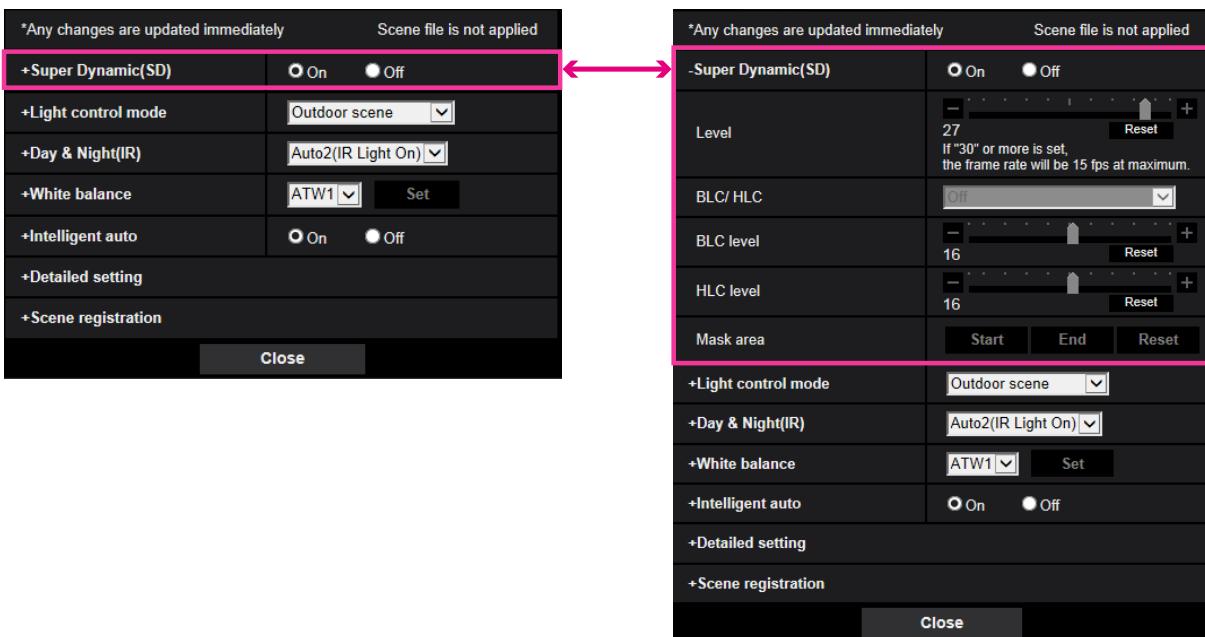 *Any changes are updated immediately Scene file is not applied
+Super Dynamic(SD) On Off
+Light control mode Outdoor scene
+Day & Night(IR) Auto2(IR Light On)
+White balance ATW1 Set
+Intelligent auto On Off
+Detailed setting
+Scene registration
Close
*Any changes are updated immediately Scene file is not applied
-Super Dynamic(SD) On Off
Level
27 Reset
If "30" or more is set,
the frame rate will be 15 fps at maximum.
BLC/ HLC Off
BLC level
16 Reset
HLC level
16 Reset
Mask area Start End Reset
+Light control mode Outdoor scene
+Day & Night(IR) Auto2(IR Light On)
+White balance ATW1 Set
+Intelligent auto On Off
+Detailed setting
+Scene registration
Close